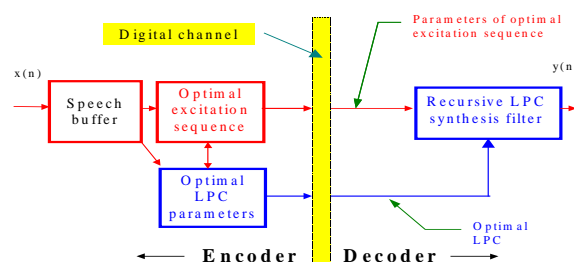 Digital channel
Parameters of optimal
excitation sequence
x(n)
y(n
Speech
buffer
Optimal
excitation
sequence
Recursive LPC
synthesis filter
Optimal
LPC
parameters
Optimal
LPC
Encoder
Decoder